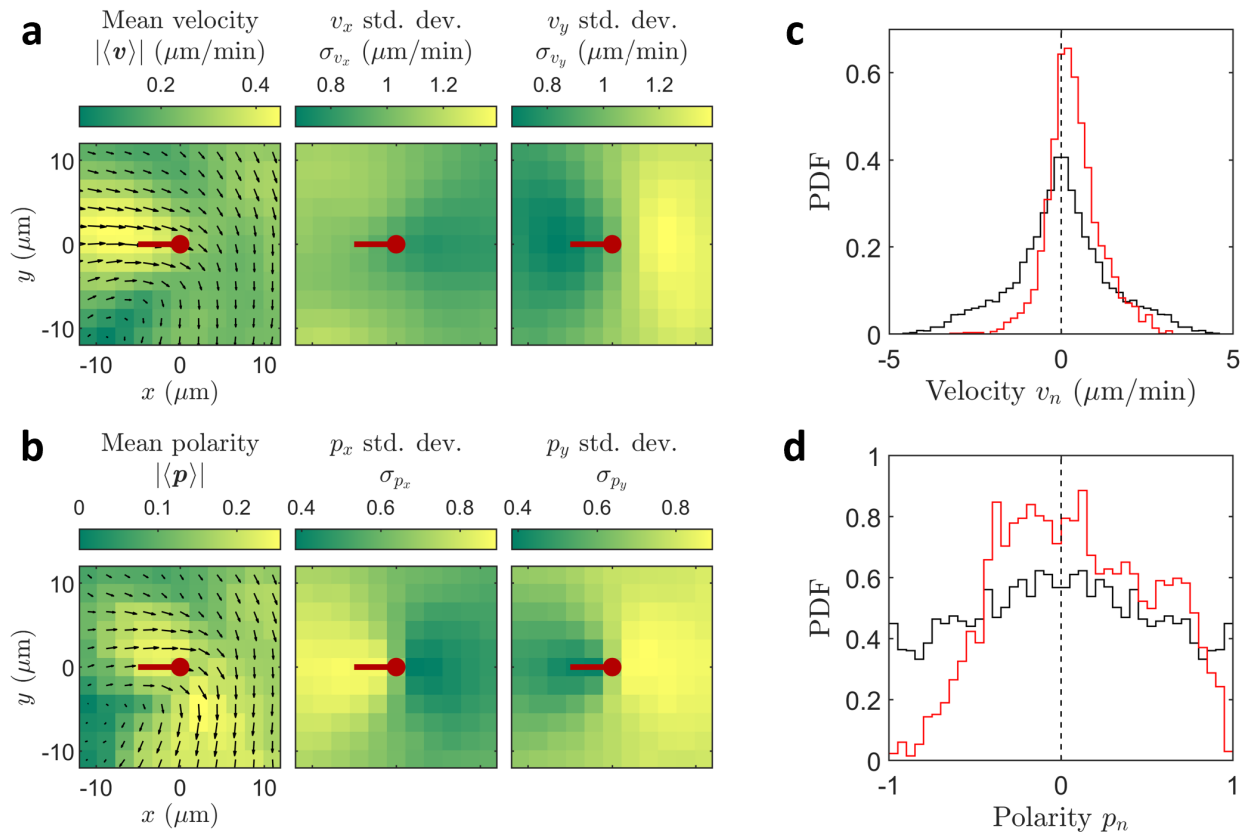 a
Mean velocity
|⟨v⟩| (μm/min)
0.2 0.4
v_x std. dev.
σ_{v_x} (μm/min)
0.8 1 1.2
v_y std. dev.
σ_{v_y} (μm/min)
0.8 1 1.2
10
0
-10
y (μm)
-10 0 10
x (μm)
b
Mean polarity
|⟨p⟩|
0 0.1 0.2
p_x std. dev.
σ_{p_x}
0.4 0.6 0.8
p_y std. dev.
σ_{p_y}
0.4 0.6 0.8
10
0
-10
y (μm)
-10 0 10
x (μm)
c
0.6
0.4
0.2
0
PDF
-5 0 5
Velocity v_n (μm/min)
d
1
0.8
0.6
0.4
0.2
0
PDF
-1 0 1
Polarity p_n